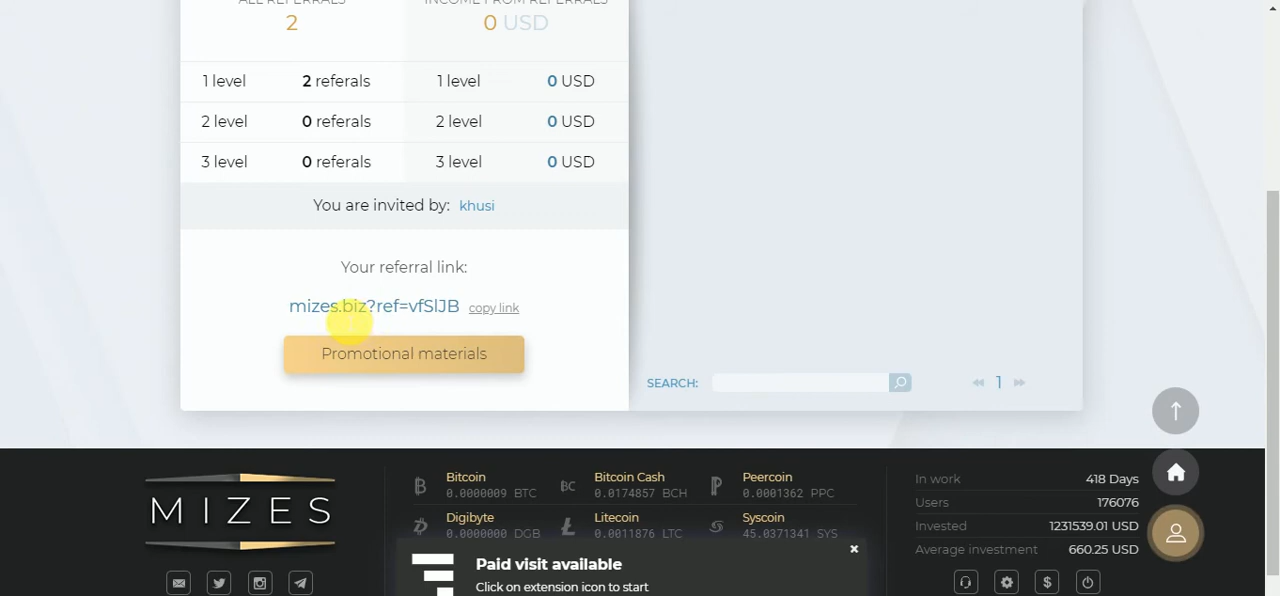 ALL REFERRALS INCOME FROM REFERRALS
2 0 USD
1 level 2 referals 1 level 0 USD
2 level 0 referals 2 level 0 USD
3 level 0 referals 3 level 0 USD
You are invited by: khusi
Your referral link:
mizes.biz?ref=vfSlJB copy link
Promotional materials
SEARCH: 1
MIZES
Bitcoin
0.0000009 BTC
Bitcoin Cash
0.0174857 BCH
Peercoin
0.0001362 PPC
Digibyte
0.0000000 DGB
Litecoin
0.0011876 LTC
Syscoin
45.0371341 SYS
In work 418 Days
Users 176076
Invested 1231539.01 USD
Average investment 660.25 USD
Paid visit available
Click on extension icon to start